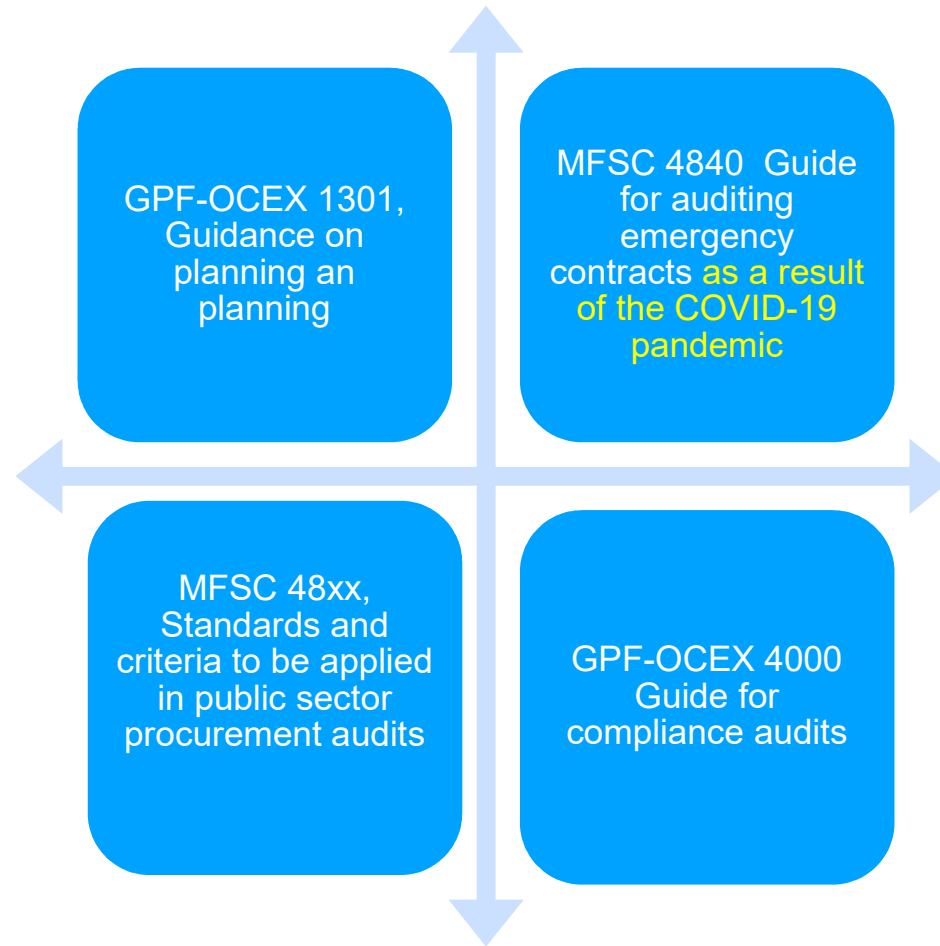 GPF-OCEX 1301,
Guidance on
planning an
planning
MFSC 4840 Guide
for auditing
emergency
contracts as a result
of the COVID-19
pandemic
MFSC 48xx,
Standards and
criteria to be applied
in public sector
procurement audits
GPF-OCEX 4000
Guide for
compliance audits